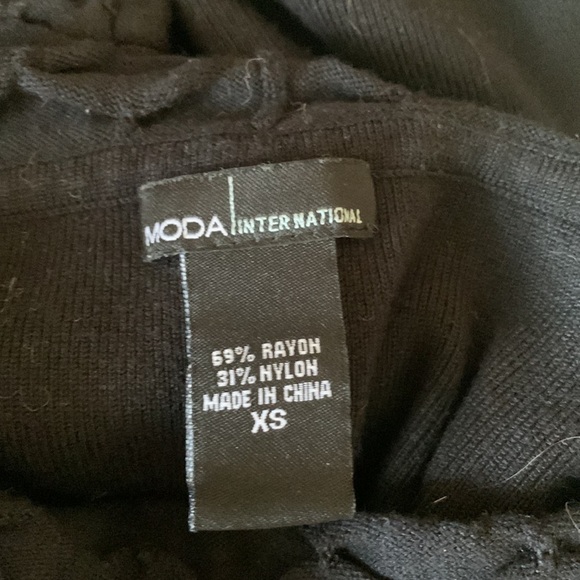 MODA INTERNATIONAL
69% RAYON
31% NYLON
MADE IN CHINA
XS